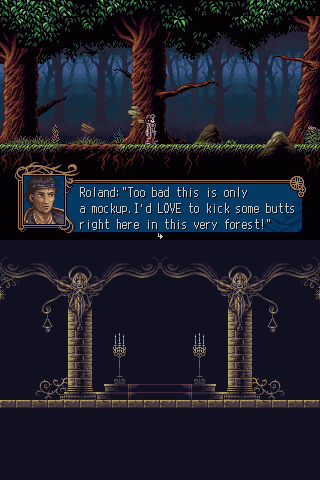 Roland:"Too bad this is only
a mockup.I'd LOVE to kick some butts
right here in this very forest!"